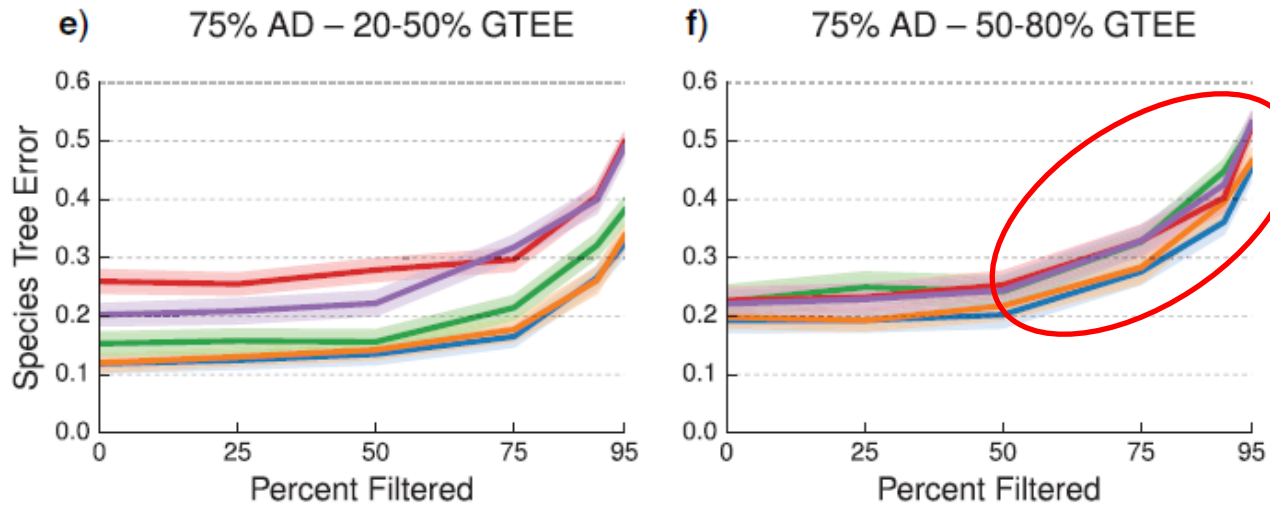 e) 75% AD – 20-50% GTEE
f) 75% AD – 50-80% GTEE
Species Tree Error
0.6
0.5
0.4
0.3
0.2
0.1
0.0
0 25 50 75 95
Percent Filtered
0.6
0.5
0.4
0.3
0.2
0.1
0.0
0 25 50 75 95
Percent Filtered